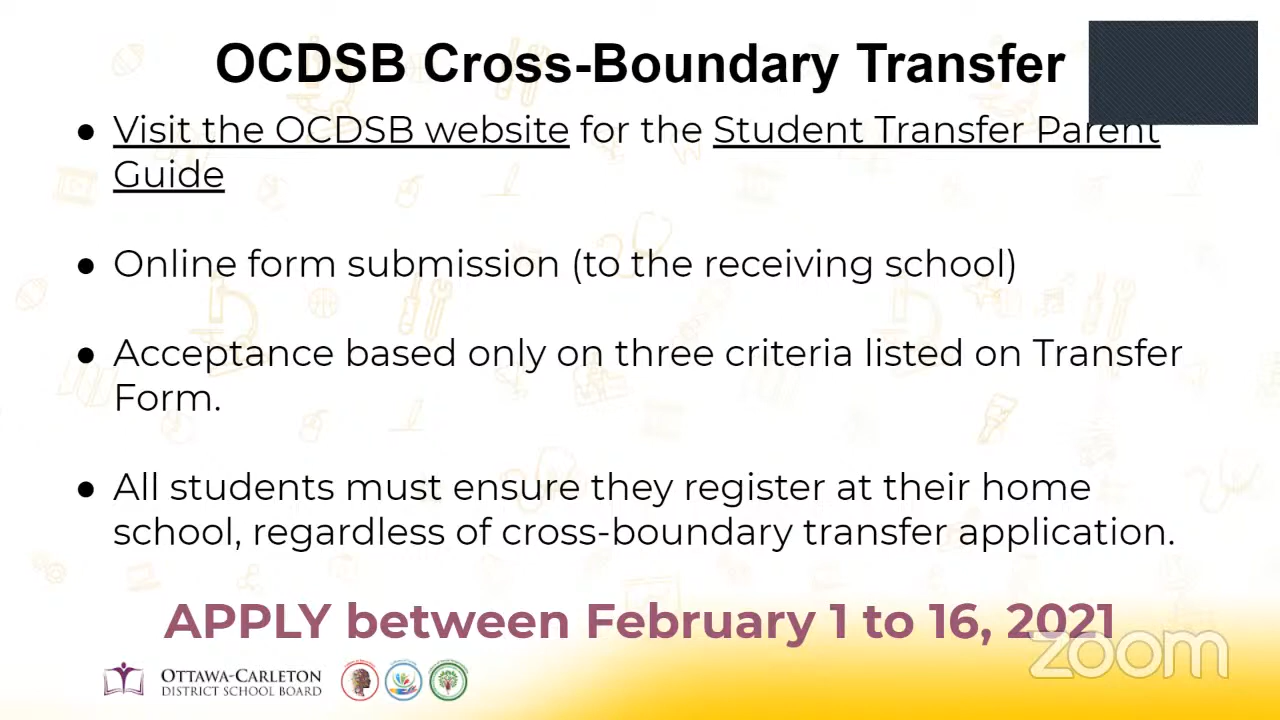 OCDSB Cross-Boundary Transfer
● Visit the OCDSB website for the Student Transfer Parent
Guide
● Online form submission (to the receiving school)
● Acceptance based only on three criteria listed on Transfer
Form.
● All students must ensure they register at their home
school, regardless of cross-boundary transfer application.
APPLY between February 1 to 16, 2021
zoom
OTTAWA-CARLETON
DISTRICT SCHOOL BOARD